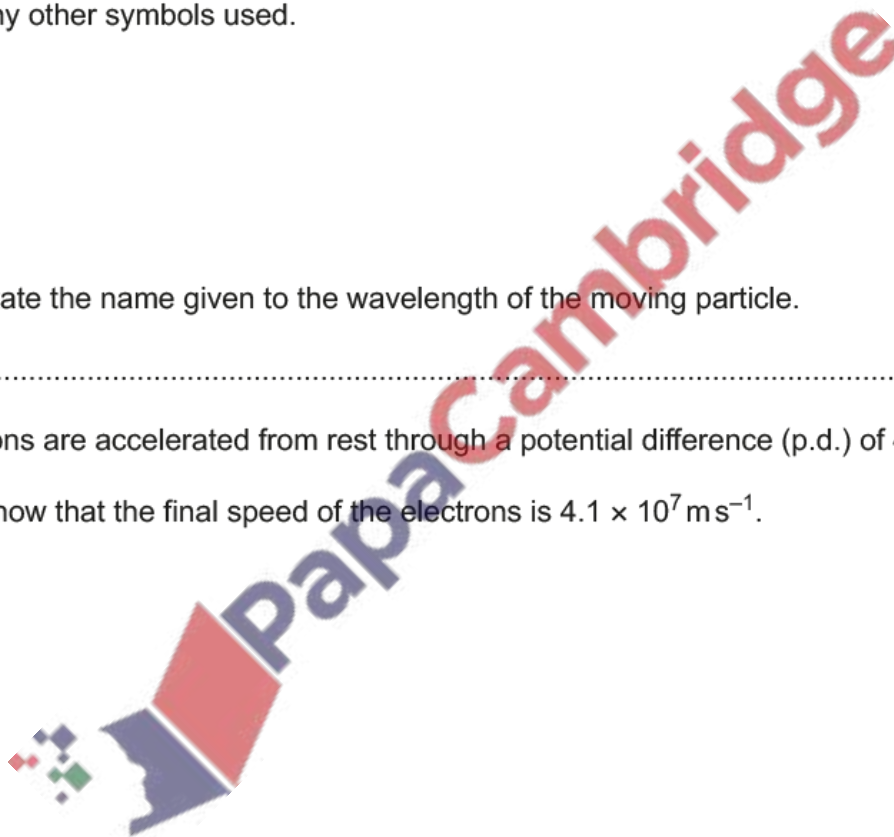 ny other symbols used.
ate the name given to the wavelength of the moving particle.
ons are accelerated from rest through a potential difference (p.d.) of
how that the final speed of the electrons is 4.1 × 10⁷ m s⁻¹.
PapaCambridge